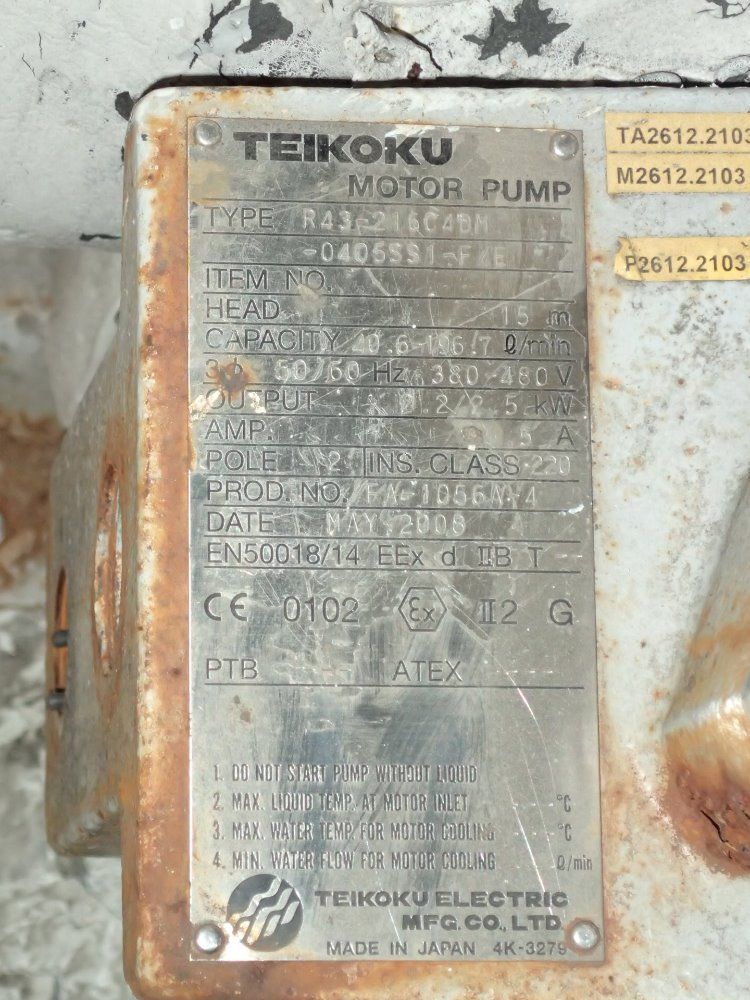 TEIKOKU
MOTOR PUMP
TYPE R43-216C4BM
-0405SS1-
ITEM NO.
HEAD 15 m
CAPACITY ℓ/min
3ϕ 50/60 Hz 380-480 V
OUTPUT kW
AMP. 5 A
POLE 2 INS. CLASS 220
PROD. NO.
DATE MAY.2008
EN50018/14 EEx d IIB T
CE 0102 Ex II2 G
PTB ATEX
1. DO NOT START PUMP WITHOUT LIQUID
2. MAX. LIQUID TEMP. AT MOTOR INLET °C
3. MAX. WATER TEMP. FOR MOTOR COOLING °C
4. MIN. WATER FLOW FOR MOTOR COOLING ℓ/min
TEIKOKU ELECTRIC
MFG. CO., LTD.
MADE IN JAPAN 4K-3279
TA2612.2103
M2612.2103
P2612.2103